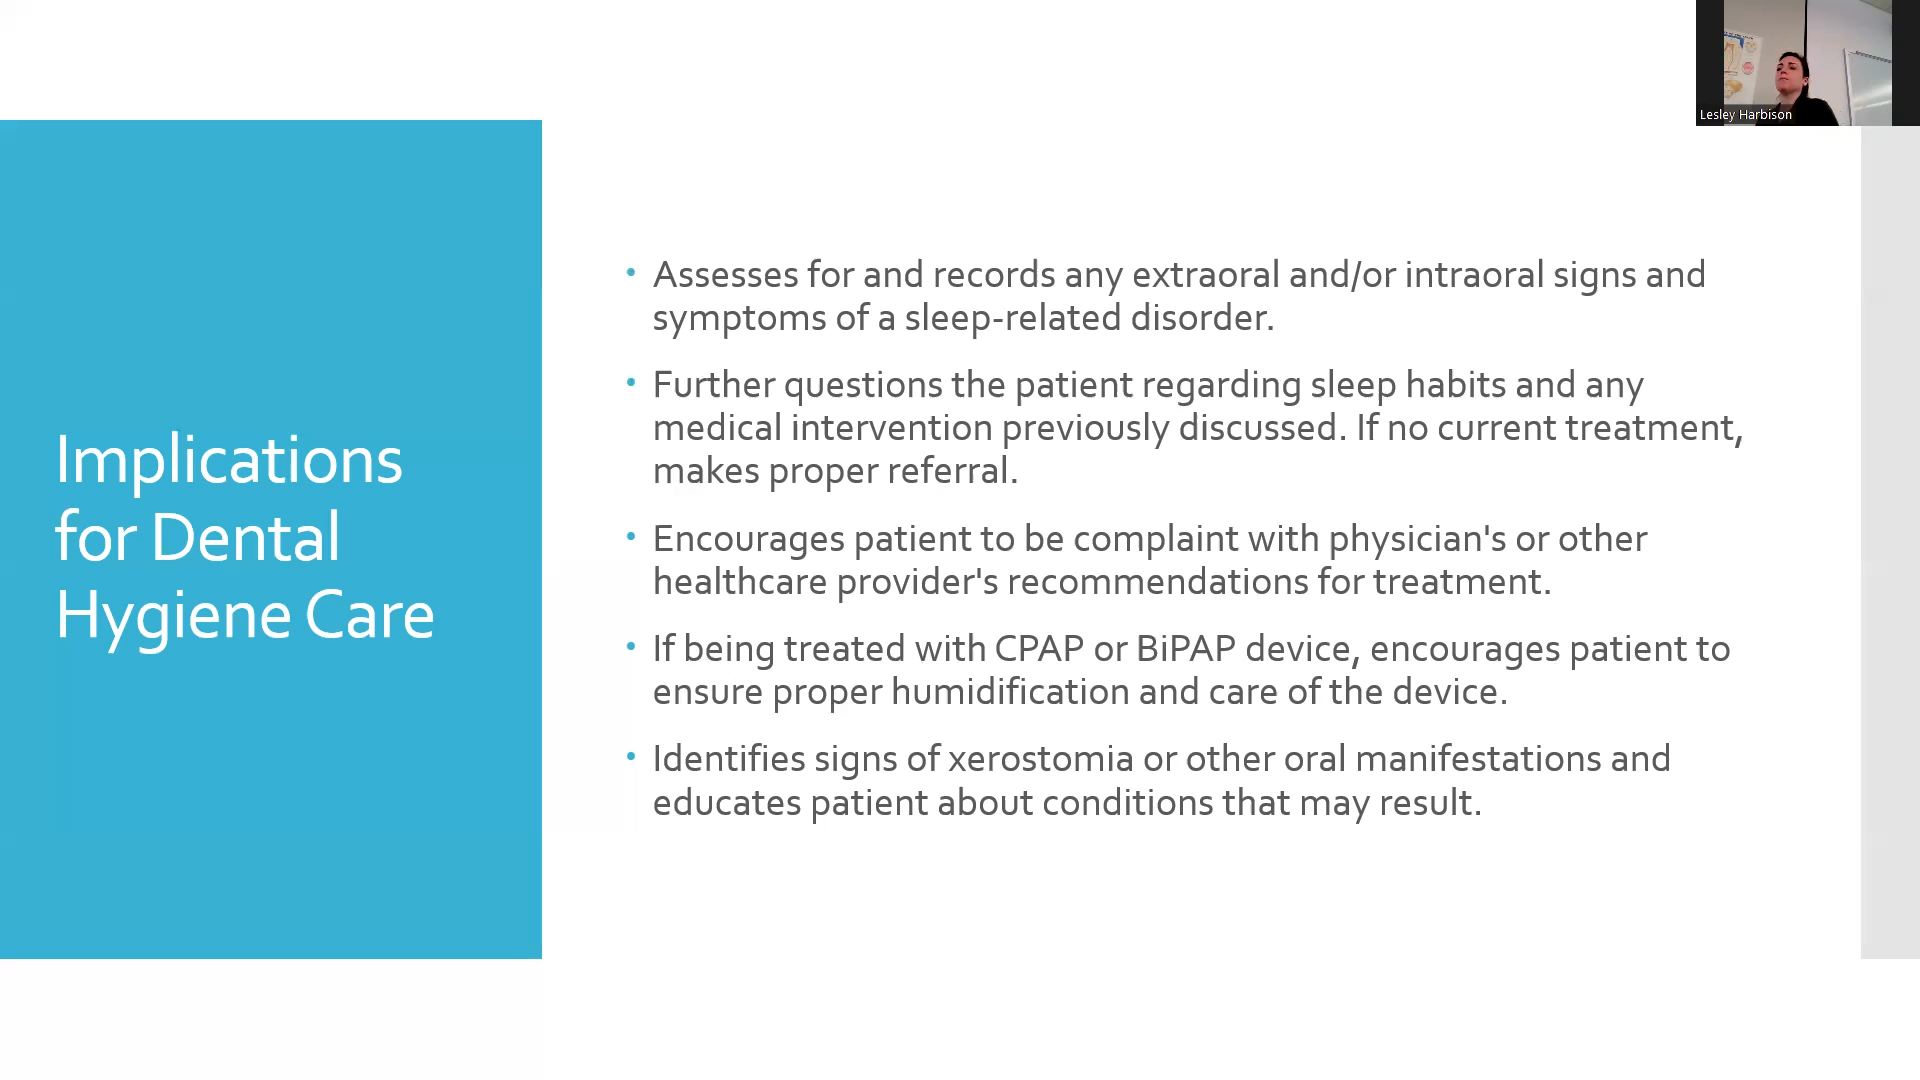 Lesley Harbison
Implications
for Dental
Hygiene Care
• Assesses for and records any extraoral and/or intraoral signs and
symptoms of a sleep-related disorder.
• Further questions the patient regarding sleep habits and any
medical intervention previously discussed. If no current treatment,
makes proper referral.
• Encourages patient to be complaint with physician's or other
healthcare provider's recommendations for treatment.
• If being treated with CPAP or BiPAP device, encourages patient to
ensure proper humidification and care of the device.
• Identifies signs of xerostomia or other oral manifestations and
educates patient about conditions that may result.